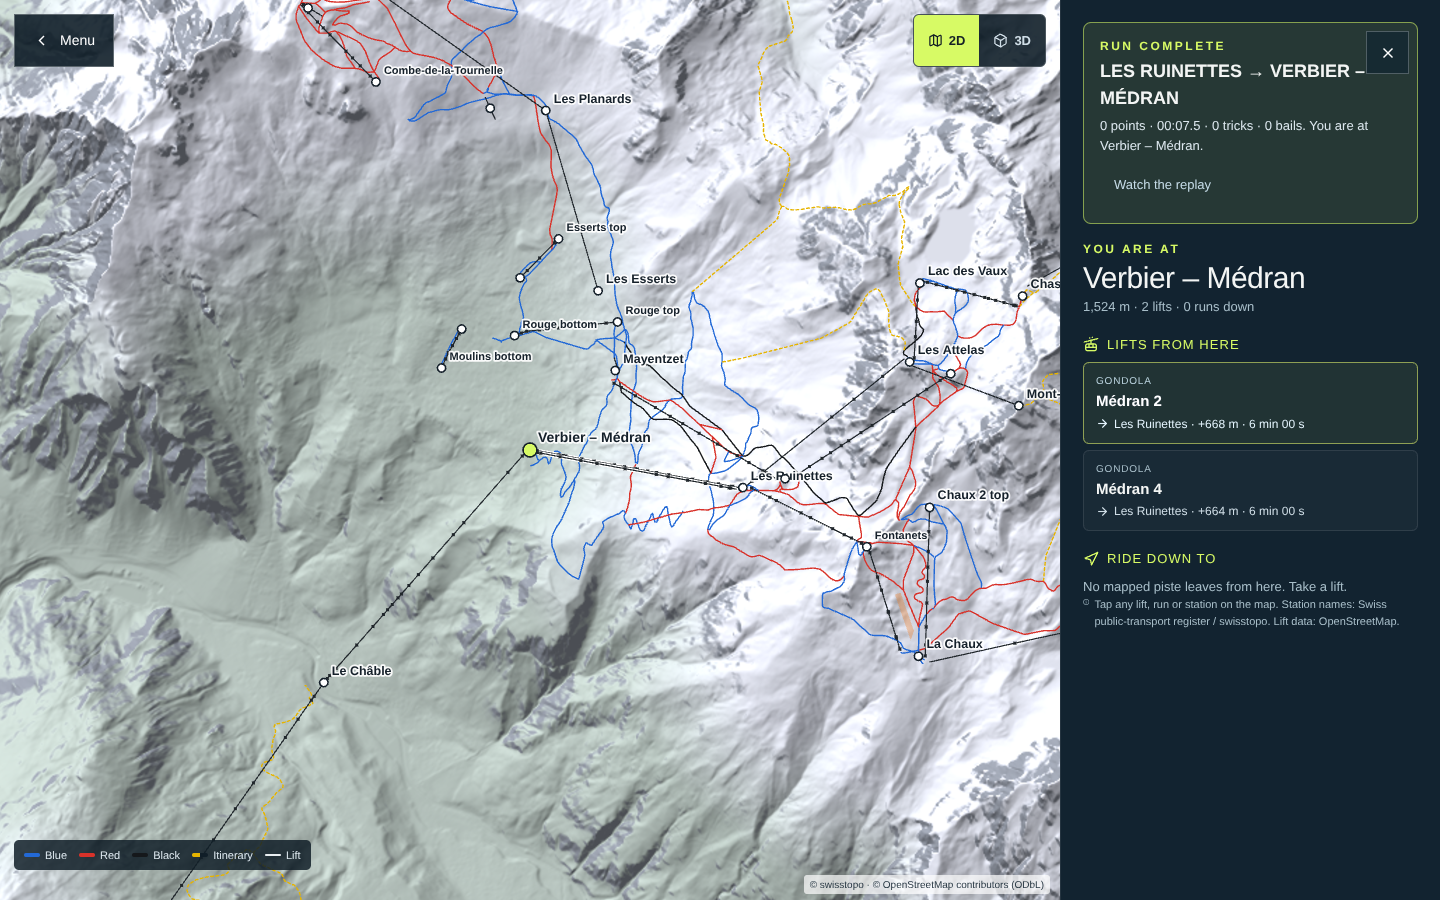 Menu
2D
3D
Combe-de-la-Tournelle
Les Planards
Esserts top
Les Esserts
Rouge top
Rouge bottom
Moulins bottom
Mayentzet
Lac des Vaux
Chas
Les Attelas
Mont-
Verbier – Médran
Les Ruinettes
Chaux 2 top
Fontanets
La Chaux
Le Châble
Blue
Red
Black
Itinerary
Lift
© swisstopo · © OpenStreetMap contributors (ODbL)
RUN COMPLETE
LES RUINETTES → VERBIER –
MÉDRAN
0 points · 00:07.5 · 0 tricks · 0 bails. You are at
Verbier – Médran.
Watch the replay
YOU ARE AT
Verbier – Médran
1,524 m · 2 lifts · 0 runs down
LIFTS FROM HERE
GONDOLA
Médran 2
→ Les Ruinettes · +668 m · 6 min 00 s
GONDOLA
Médran 4
→ Les Ruinettes · +664 m · 6 min 00 s
RIDE DOWN TO
No mapped piste leaves from here. Take a lift.
Tap any lift, run or station on the map. Station names: Swiss
public-transport register / swisstopo. Lift data: OpenStreetMap.